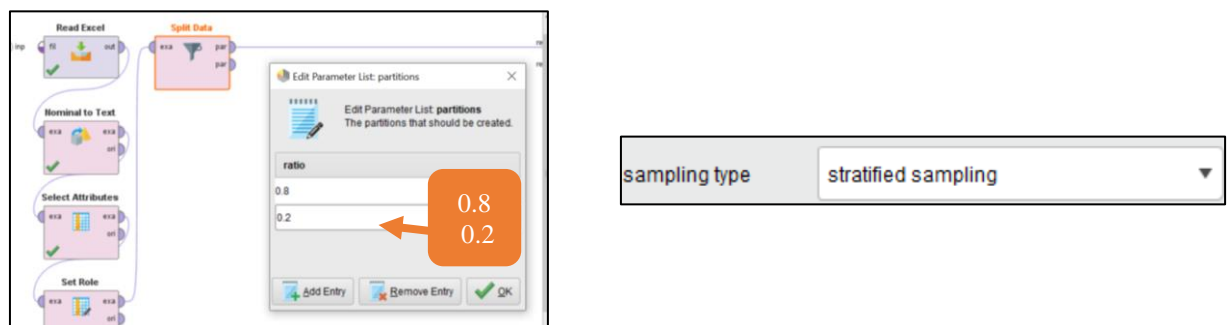 Read Excel
Split Data
inp
fil
out
exa
par
par
Edit Parameter List: partitions
Edit Parameter List: partitions
The partitions that should be created.
ratio
0.8
0.2
0.8
0.2
Add Entry
Remove Entry
OK
Nominal to Text
exa
exa
ori
Select Attributes
exa
exa
ori
Set Role
exa
exa
ori
re
re
sampling type
stratified sampling